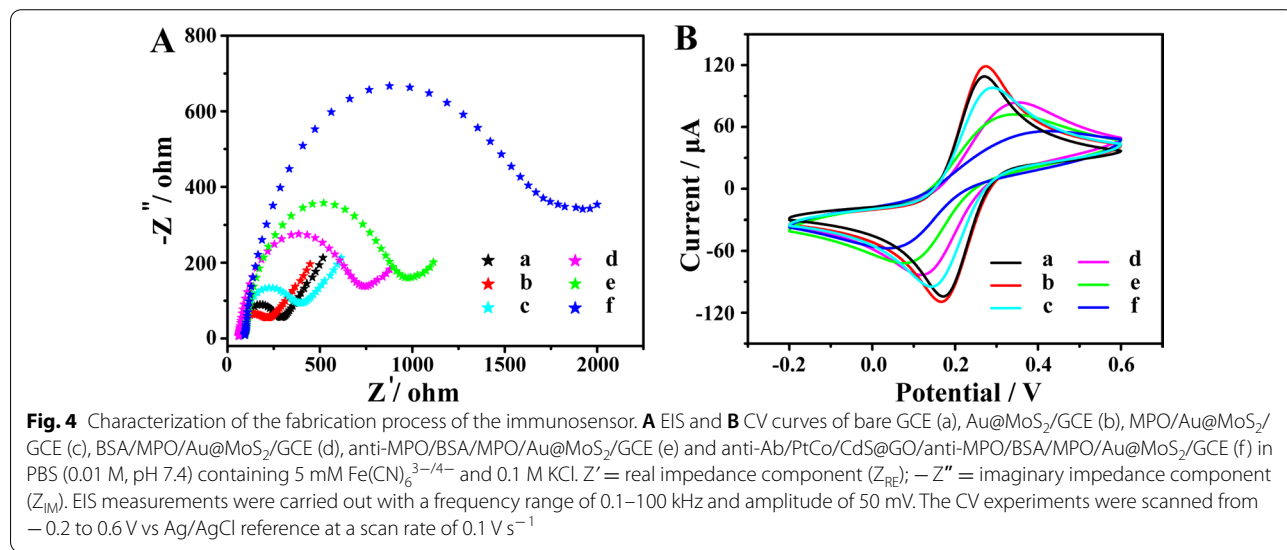 A
800
600
400
200
0
-Z''/ ohm
0 500 1000 1500 2000
Z'/ ohm
a d
b e
c f
B
120
60
0
-60
-120
Current / μA
-0.2 0.0 0.2 0.4 0.6
Potential / V
a d
b e
c f
Fig. 4 Characterization of the fabrication process of the immunosensor. A EIS and B CV curves of bare GCE (a), Au@MoS₂/GCE (b), MPO/Au@MoS₂/
GCE (c), BSA/MPO/Au@MoS₂/GCE (d), anti-MPO/BSA/MPO/Au@MoS₂/GCE (e) and anti-Ab/PtCo/CdS@GO/anti-MPO/BSA/MPO/Au@MoS₂/GCE (f) in
PBS (0.01 M, pH 7.4) containing 5 mM Fe(CN)₆³⁻/⁴⁻ and 0.1 M KCl. Z' = real impedance component (Z_RE); − Z'' = imaginary impedance component
(Z_IM). EIS measurements were carried out with a frequency range of 0.1–100 kHz and amplitude of 50 mV. The CV experiments were scanned from
− 0.2 to 0.6 V vs Ag/AgCl reference at a scan rate of 0.1 V s⁻¹